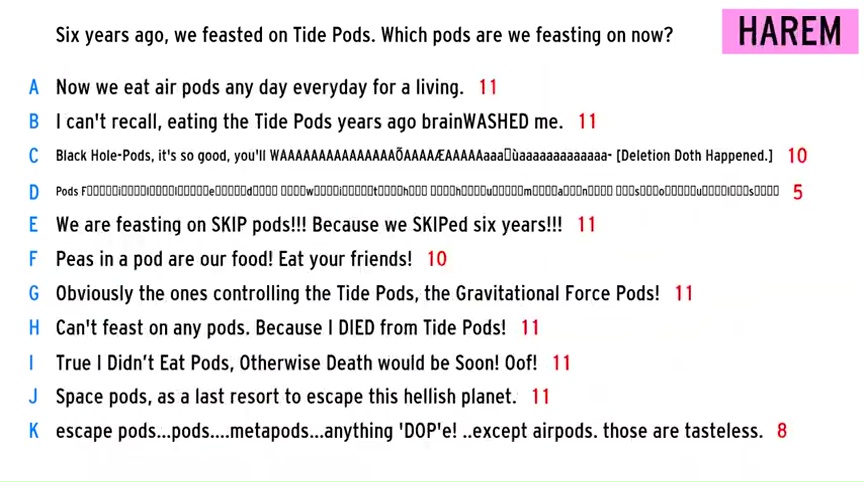 Six years ago, we feasted on Tide Pods. Which pods are we feasting on now?
HAREM
A Now we eat air pods any day everyday for a living. 11
B I can't recall, eating the Tide Pods years ago brainWASHED me. 11
C Black Hole-Pods, it's so good, you'll WAAAAAAAAAAAAAAAÕAAAAÆAAAAAaaa▯ùaaaaaaaaaaaaa- [Deletion Doth Happened.] 10
D Pods F▯▯▯▯▯i▯▯▯▯l▯▯▯▯l▯▯▯▯▯e▯▯▯▯▯d▯▯▯▯ ▯▯▯▯w▯▯▯▯i▯▯▯▯▯t▯▯▯▯h▯▯▯ ▯▯▯▯h▯▯▯▯u▯▯▯▯▯m▯▯▯▯a▯▯▯n▯▯▯▯ ▯▯▯s▯▯▯▯o▯▯▯▯▯u▯▯▯▯l▯▯▯s▯▯▯▯ 5
E We are feasting on SKIP pods!!! Because we SKIPed six years!!! 11
F Peas in a pod are our food! Eat your friends! 10
G Obviously the ones controlling the Tide Pods, the Gravitational Force Pods! 11
H Can't feast on any pods. Because I DIED from Tide Pods! 11
I True I Didn’t Eat Pods, Otherwise Death would be Soon! Oof! 11
J Space pods, as a last resort to escape this hellish planet. 11
K escape pods...pods....metapods...anything 'DOP'e! ..except airpods. those are tasteless. 8